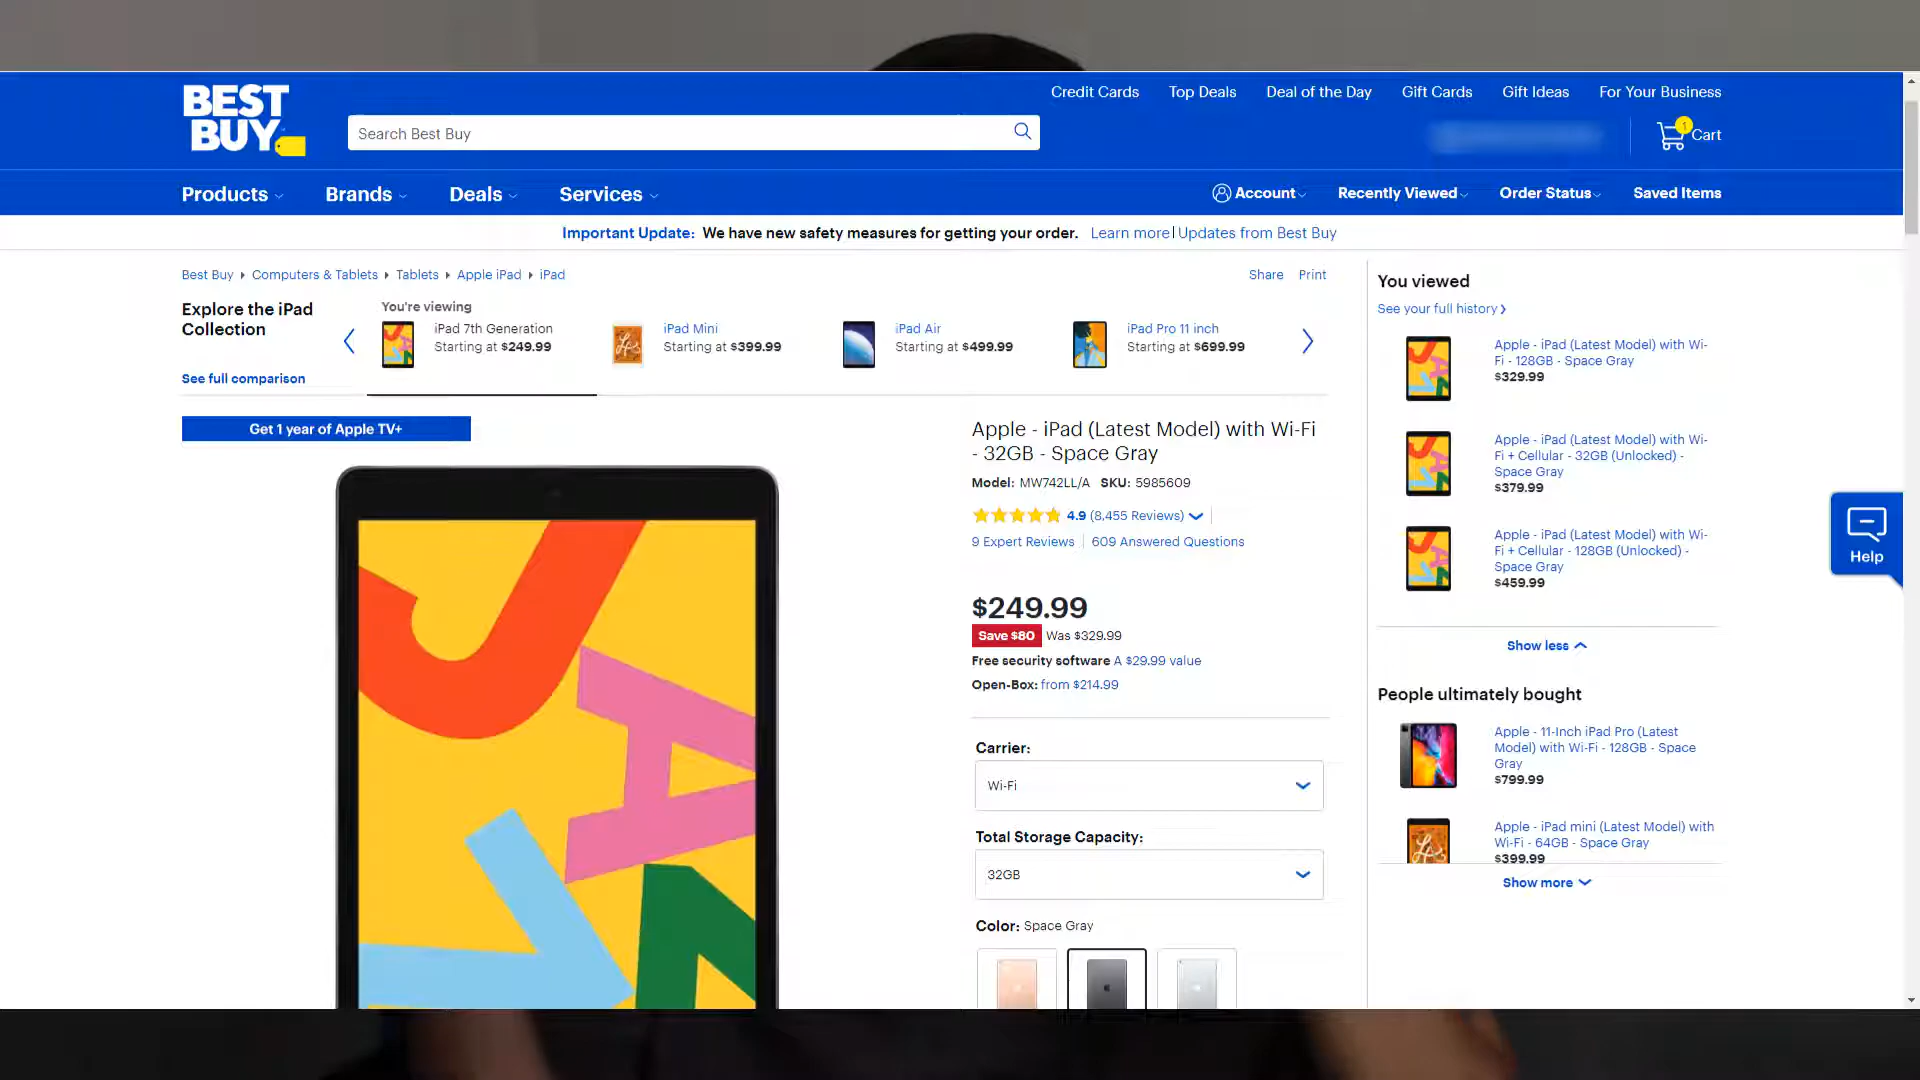 BEST
BUY
Search Best Buy
Credit Cards
Top Deals
Deal of the Day
Gift Cards
Gift Ideas
For Your Business
1
Cart
Products
Brands
Deals
Services
Account
Recently Viewed
Order Status
Saved Items
Important Update: We have new safety measures for getting your order. Learn more | Updates from Best Buy
Best Buy
Computers & Tablets
Tablets
Apple iPad
iPad
Share
Print
Explore the iPad
Collection
See full comparison
You're viewing
iPad 7th Generation
Starting at $249.99
iPad Mini
Starting at $399.99
iPad Air
Starting at $499.99
iPad Pro 11 inch
Starting at $699.99
Get 1 year of Apple TV+
Apple - iPad (Latest Model) with Wi-Fi
- 32GB - Space Gray
Model: MW742LL/A SKU: 5985609
4.9 (8,455 Reviews)
9 Expert Reviews
609 Answered Questions
$249.99
Save $80 Was $329.99
Free security software A $29.99 value
Open-Box: from $214.99
Carrier:
Wi-Fi
Total Storage Capacity:
32GB
Color: Space Gray
You viewed
See your full history
Apple - iPad (Latest Model) with Wi-
Fi - 128GB - Space Gray
$329.99
Apple - iPad (Latest Model) with Wi-
Fi + Cellular - 32GB (Unlocked) -
Space Gray
$379.99
Apple - iPad (Latest Model) with Wi-
Fi + Cellular - 128GB (Unlocked) -
Space Gray
$459.99
Show less
People ultimately bought
Apple - 11-Inch iPad Pro (Latest
Model) with Wi-Fi - 128GB - Space
Gray
$799.99
Apple - iPad mini (Latest Model) with
Wi-Fi - 64GB - Space Gray
$399.99
Show more
Help